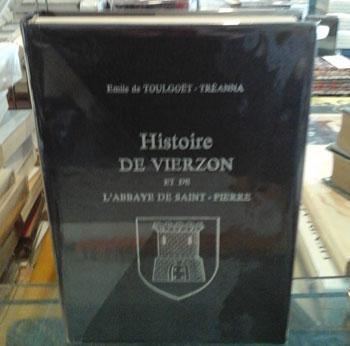 Emile de TOULGOËT-TRÉANNA
Histoire
DE VIERZON
ET DE
L'ABBAYE DE SAINT-PIERRE